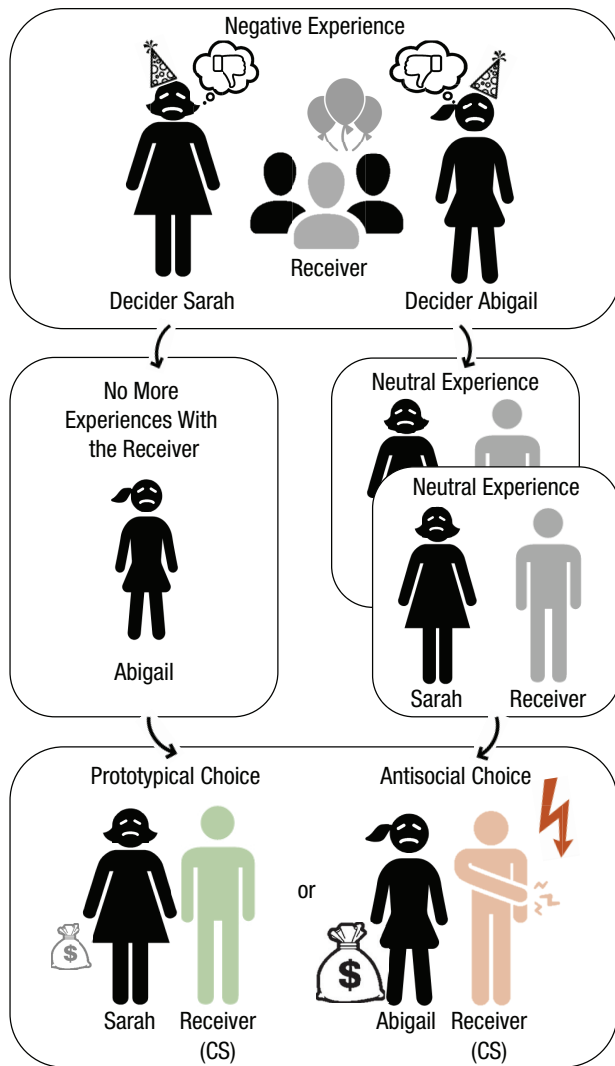 Negative Experience
Receiver
Decider Sarah
Decider Abigail
No More
Experiences With
the Receiver
Abigail
Neutral Experience
Neutral Experience
Sarah
Receiver
Prototypical Choice
Antisocial Choice
or
$
$
Sarah
Receiver
(CS)
Abigail
Receiver
(CS)